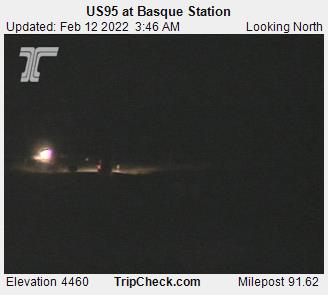 US95 at Basque Station
Updated: Feb 12 2022 3:46 AM Looking North
Elevation 4460 TripCheck.com Milepost 91.62